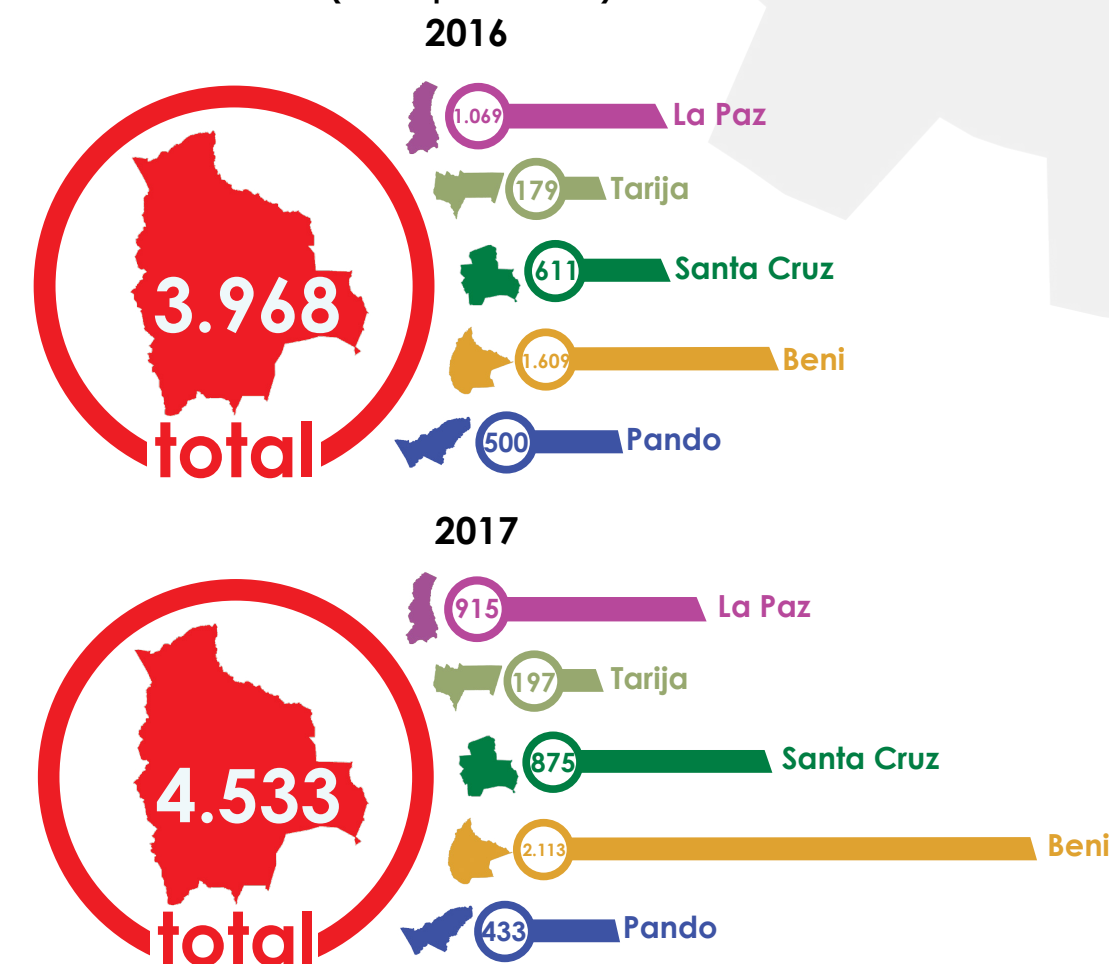 2016
1.069 La Paz
179 Tarija
611 Santa Cruz
1.609 Beni
500 Pando
3.968
total
2017
915 La Paz
197 Tarija
875 Santa Cruz
2.113 Beni
433 Pando
4.533
total